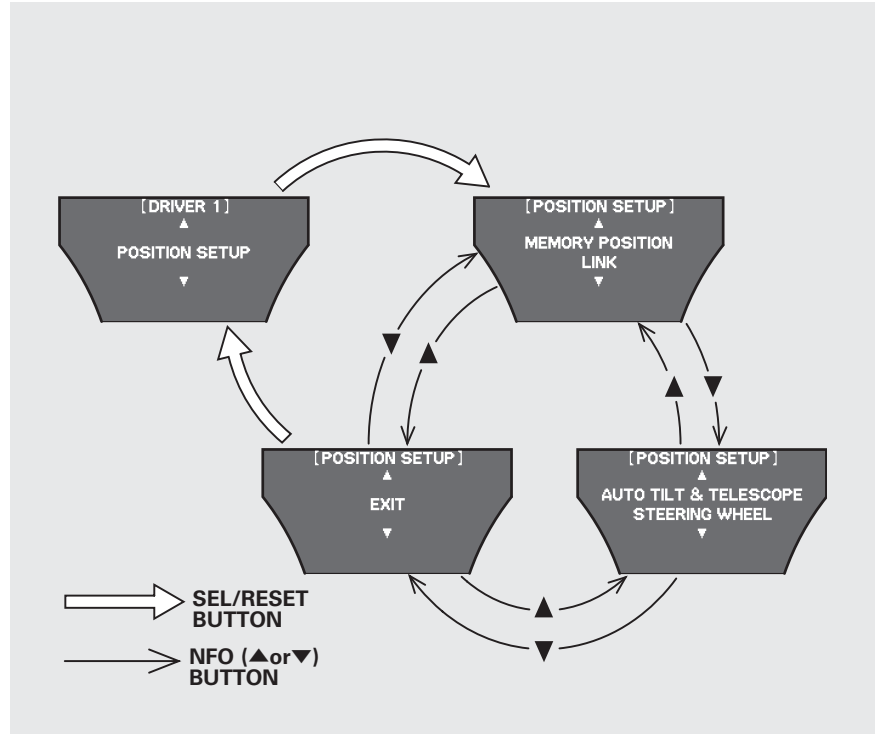 [DRIVER 1]
▲
POSITION SETUP
▼
[POSITION SETUP]
▲
MEMORY POSITION
LINK
▼
▼
▲
▲
▼
[POSITION SETUP]
▲
EXIT
▼
[POSITION SETUP]
▲
AUTO TILT & TELESCOPE
STEERING WHEEL
▼
▲
▼
SEL/RESET
BUTTON
NFO (▲or▼)
BUTTON